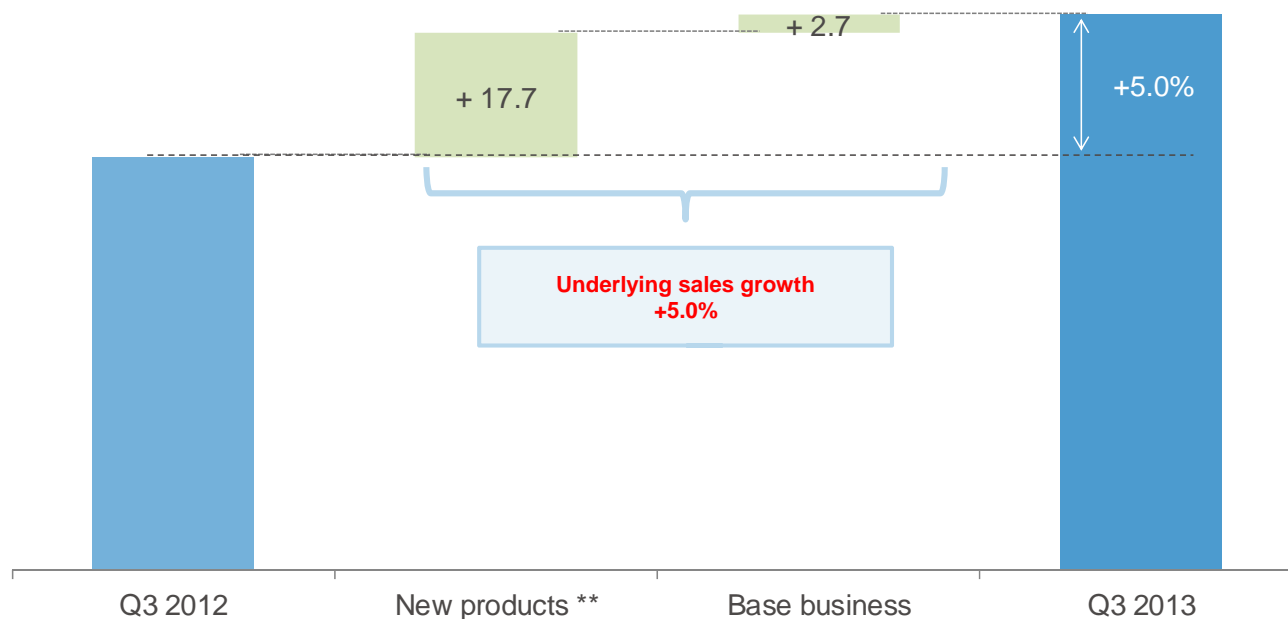 + 2.7
+ 17.7
+5.0%
Underlying sales growth
+5.0%
Q3 2012
New products **
Base business
Q3 2013